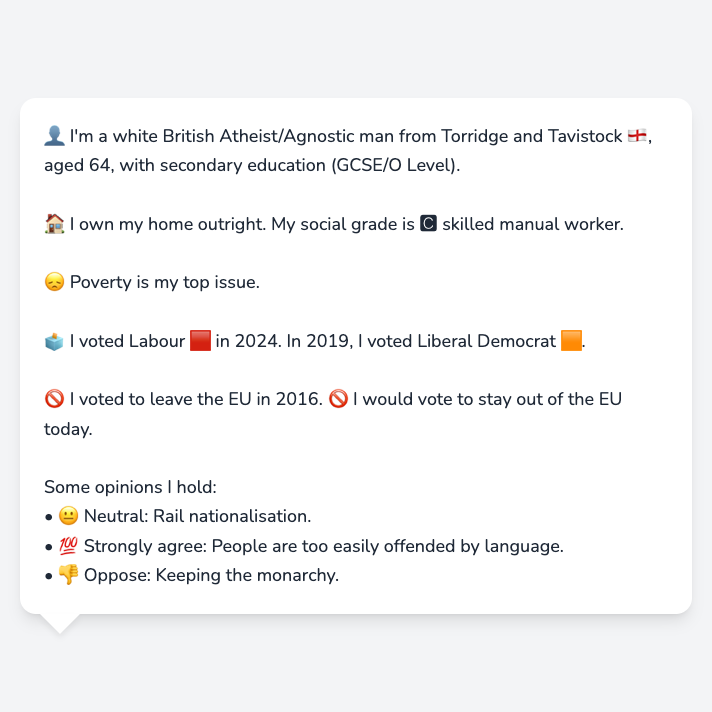 👤 I'm a white British Atheist/Agnostic man from Torridge and Tavistock 🏴󠁧󠁢󠁥󠁮󠁧󠁿,
aged 64, with secondary education (GCSE/O Level).
🏠 I own my home outright. My social grade is 🅲 skilled manual worker.
😞 Poverty is my top issue.
🗳️ I voted Labour 🟥 in 2024. In 2019, I voted Liberal Democrat 🟧.
🚫 I voted to leave the EU in 2016. 🚫 I would vote to stay out of the EU
today.
Some opinions I hold:
• 😐 Neutral: Rail nationalisation.
• 💯 Strongly agree: People are too easily offended by language.
• 👎 Oppose: Keeping the monarchy.